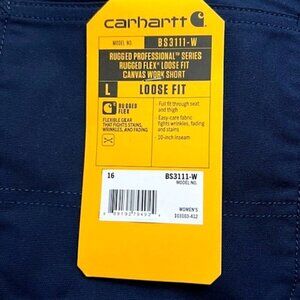 carhartt
MODEL NO. BS3111-W
RUGGED PROFESSIONAL™ SERIES
RUGGED FLEX® LOOSE FIT
CANVAS WORK SHORT
L LOOSE FIT
RUGGED
FLEX
FLEXIBLE GEAR
THAT FIGHTS STAINS,
WRINKLES, AND FADING
- Full fit through seat
and thigh
- Easy-care fabric
fights wrinkles, fading
and stains
- 10-inch inseam
16 BS3111-W
MODEL NO.
WOMEN'S
103103-412